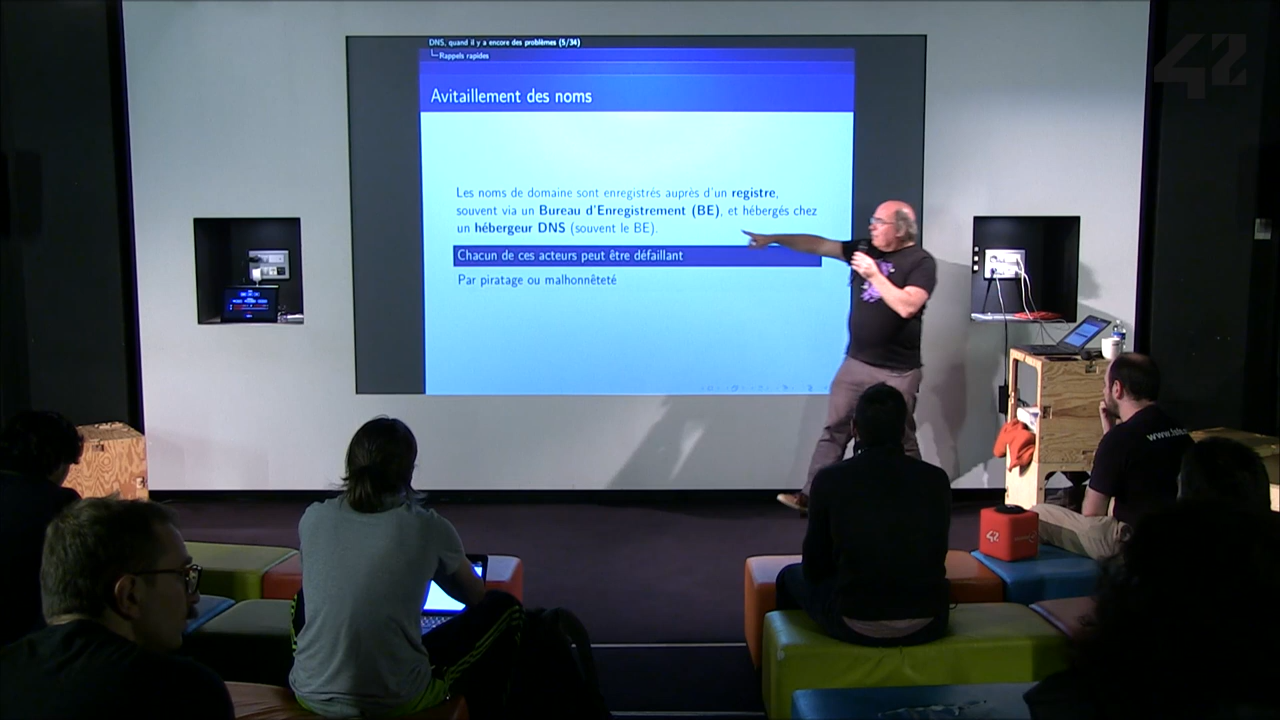 DNS, quand il y a encore des problèmes (5/34)
Rappels rapides
Avitaillement des noms
Les noms de domaine sont enregistrés auprès d'un registre,
souvent via un Bureau d'Enregistrement (BE), et hébergés chez
un hébergeur DNS (souvent le BE).
Chacun de ces acteurs peut être défaillant
Par piratage ou malhonnêteté
42
42